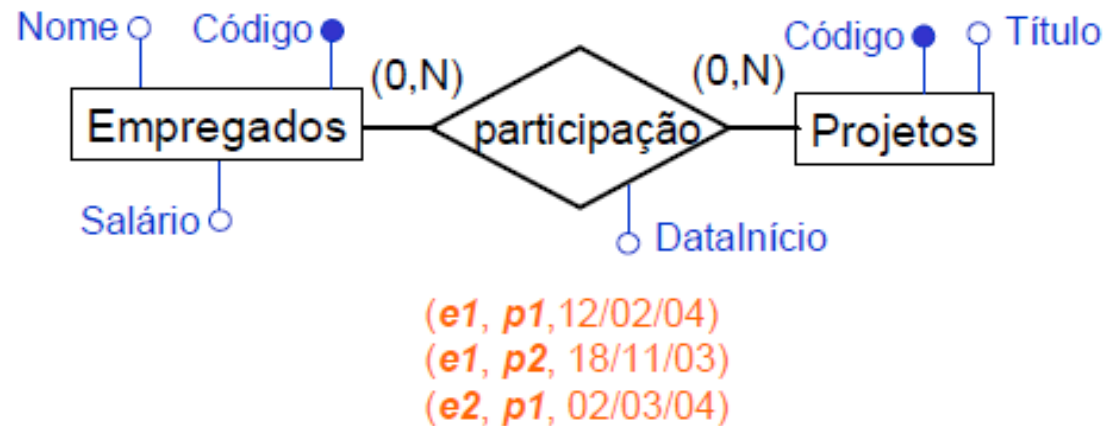 Nome Código Código Título
(0,N) (0,N)
Empregados participação Projetos
Salário DataInício
(e1, p1,12/02/04)
(e1, p2, 18/11/03)
(e2, p1, 02/03/04)